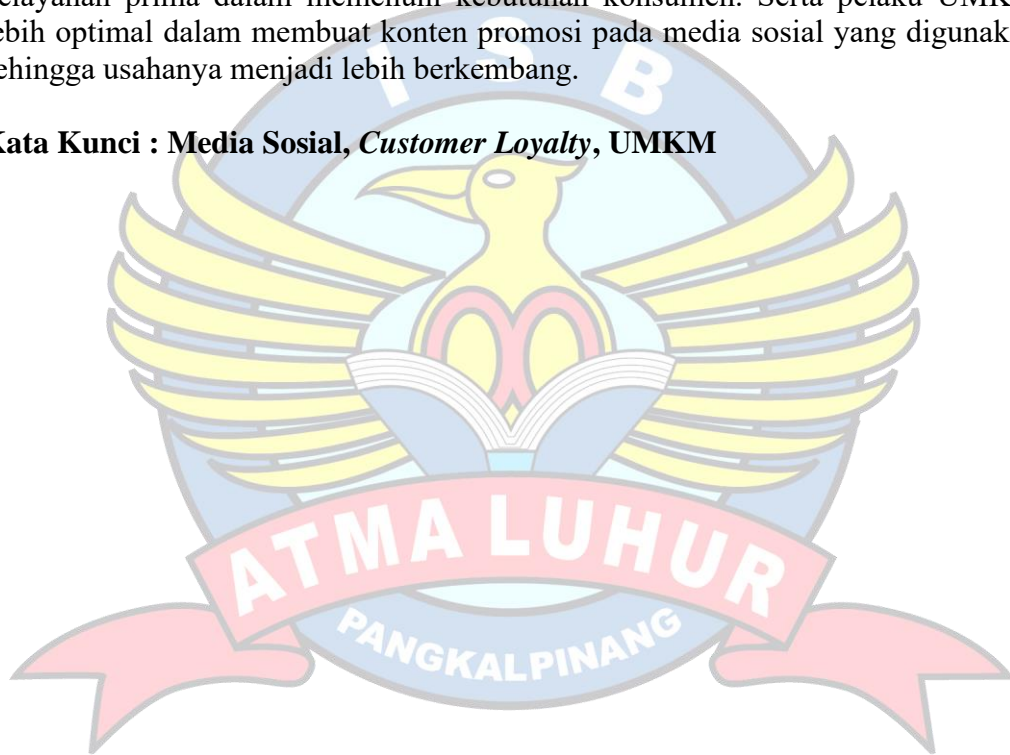 elayanan prima dalam memenuhi kebutuhan konsumen. Serta pelaku UMK
ebih optimal dalam membuat konten promosi pada media sosial yang digunak
ehingga usahanya menjadi lebih berkembang.
Kata Kunci : Media Sosial, Customer Loyalty, UMKM
ISB
ATMA LUHUR
PANGKALPINANG